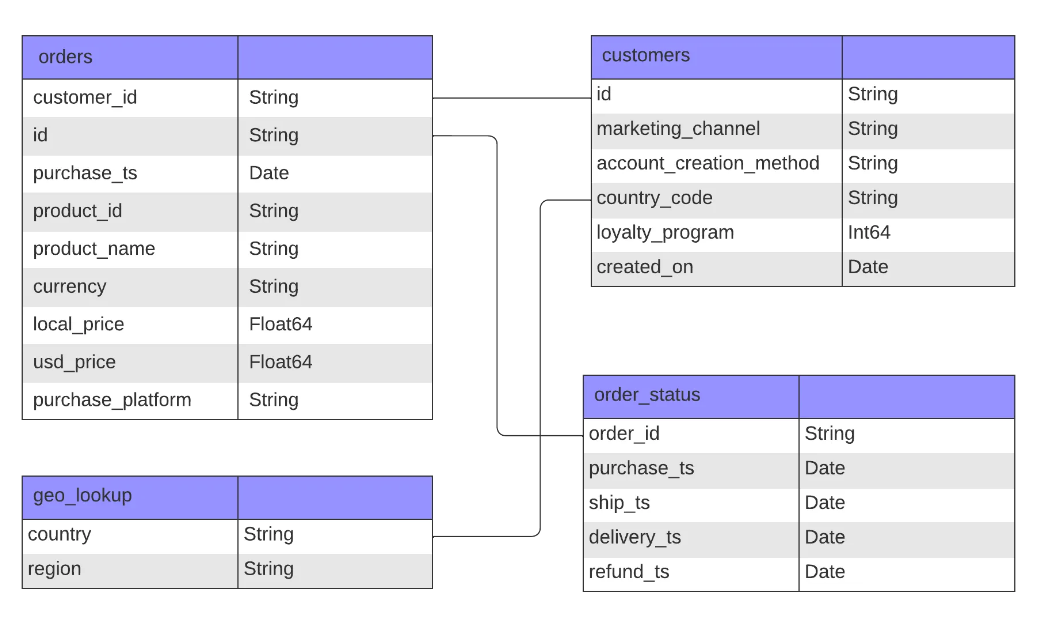 orders
customer_id String
id String
purchase_ts Date
product_id String
product_name String
currency String
local_price Float64
usd_price Float64
purchase_platform String
customers
id String
marketing_channel String
account_creation_method String
country_code String
loyalty_program Int64
created_on Date
geo_lookup
country String
region String
order_status
order_id String
purchase_ts Date
ship_ts Date
delivery_ts Date
refund_ts Date